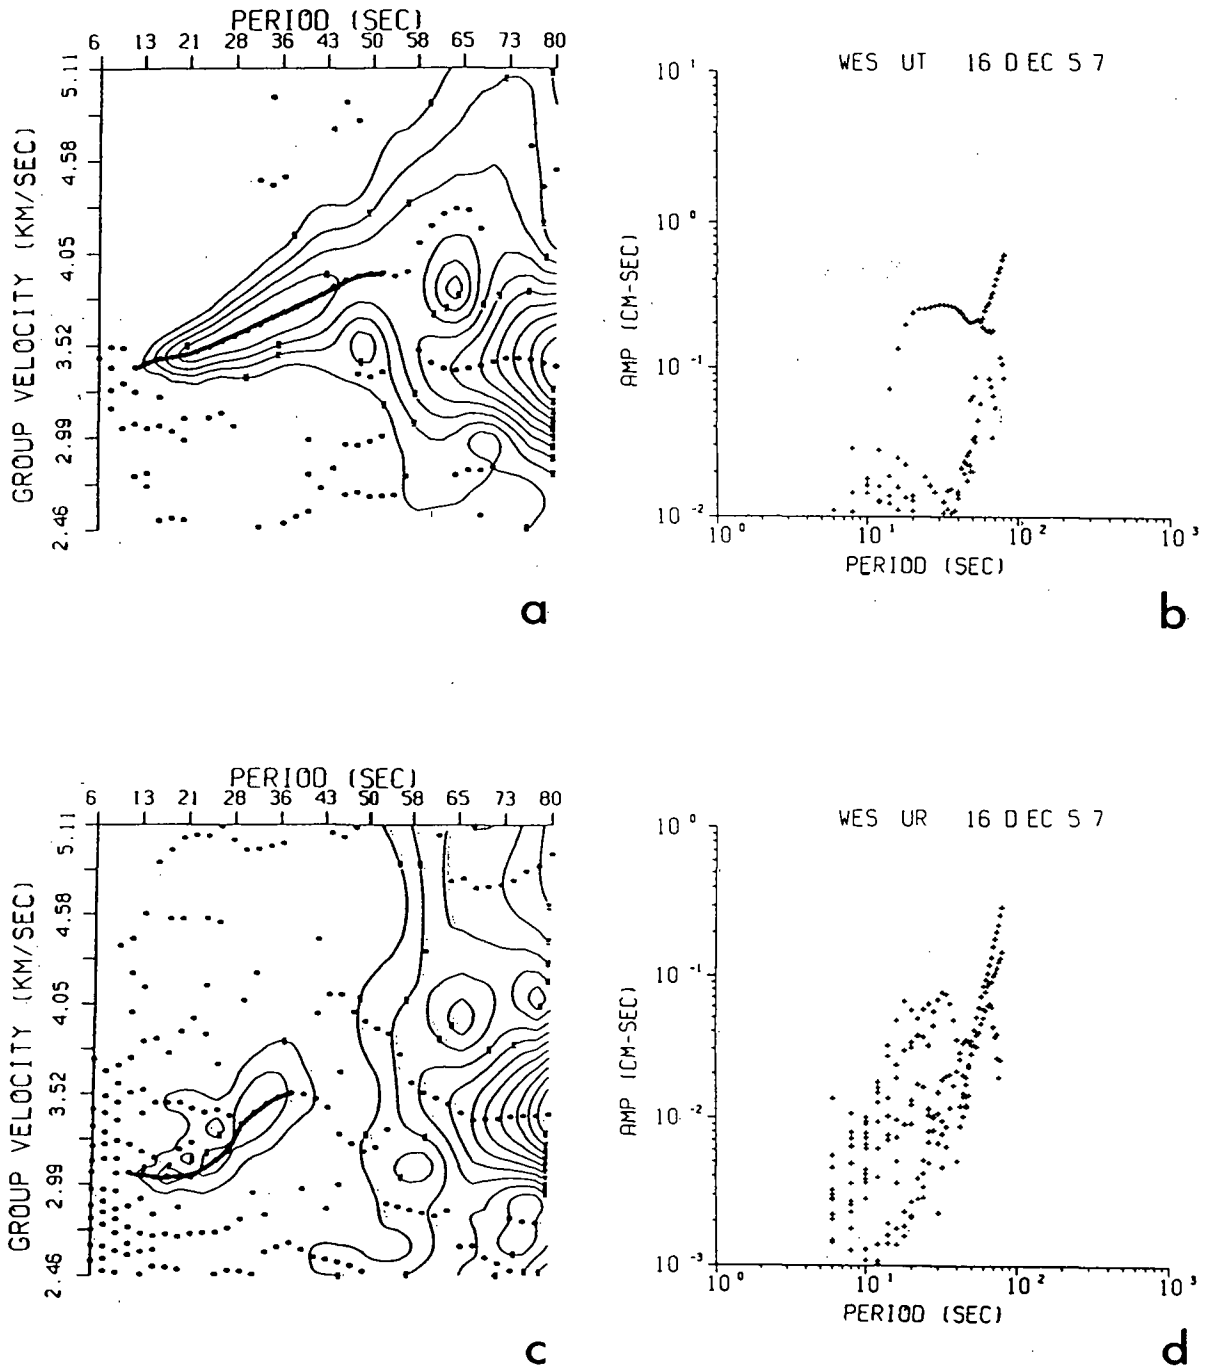 PERIOD (SEC)
6 13 21 28 36 43 50 58 65 73 80
GROUP VELOCITY (KM/SEC)
5.11
4.58
4.05
3.52
2.99
2.46
a
WES UT 16 DEC 57
AMP (CM-SEC)
10¹
10⁰
10⁻¹
10⁻²
10⁰ 10¹ 10² 10³
PERIOD (SEC)
b
PERIOD (SEC)
6 13 21 28 36 43 50 58 65 73 80
GROUP VELOCITY (KM/SEC)
5.11
4.58
4.05
3.52
2.99
2.46
c
WES UR 16 DEC 57
AMP (CM-SEC)
10⁰
10⁻¹
10⁻²
10⁻³
10⁰ 10¹ 10² 10³
PERIOD (SEC)
d